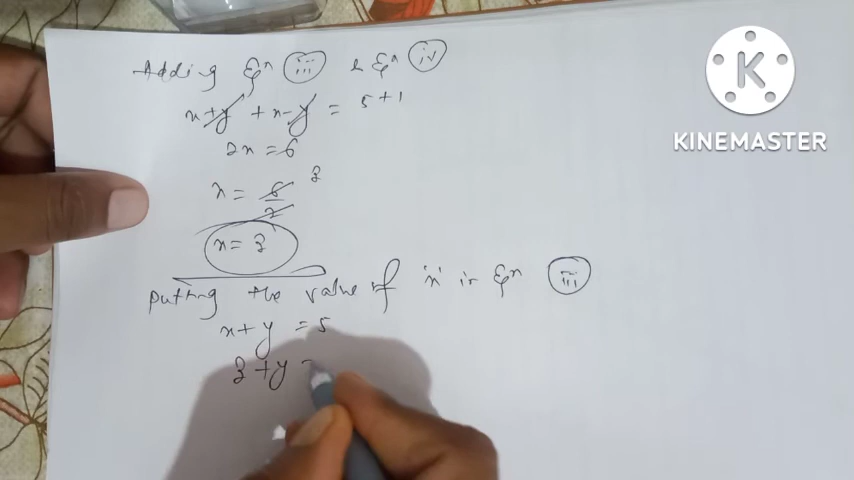 Adding Eqn (iii) & Eqn (iv)
x+y + x-y = 5+1
2x = 6
x = 6/2 3
x = 3
Putting the value of 'x' in Eqn (iii)
x+y = 5
3+y =
K
KINEMASTER